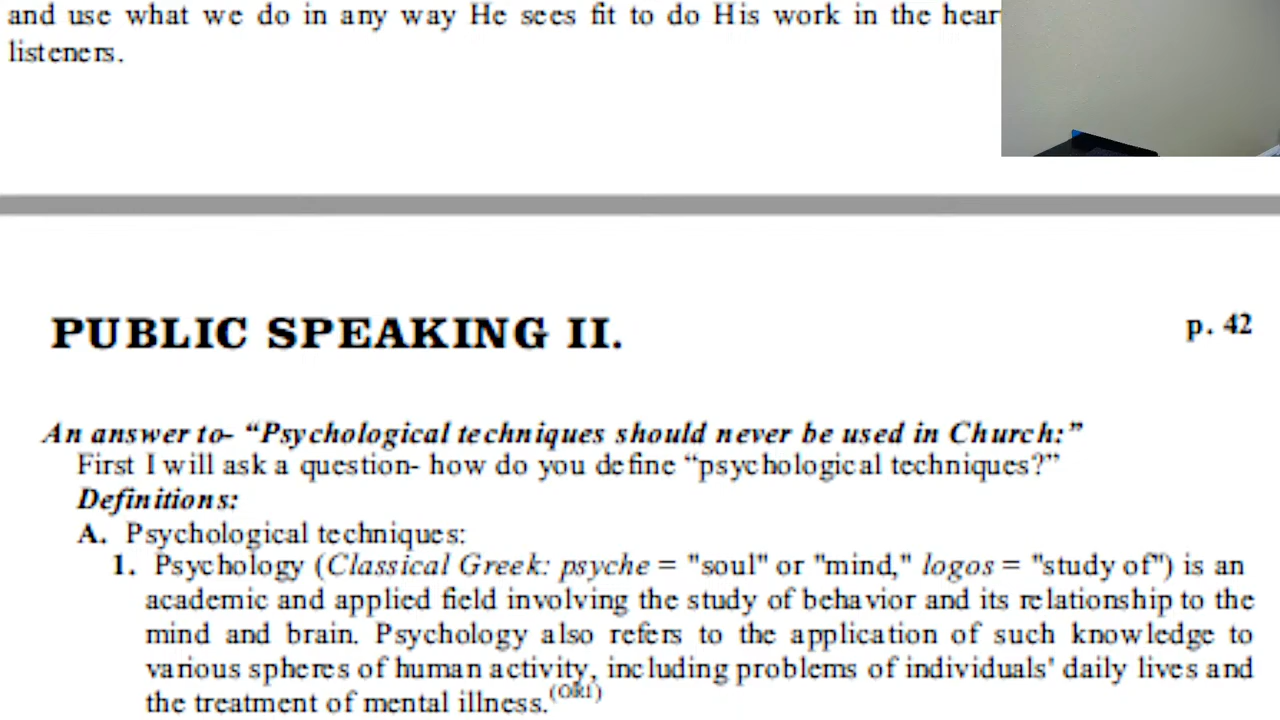 and use what we do in any way He sees fit to do His work in the hear
listeners.
PUBLIC SPEAKING II.
p. 42
An answer to- “Psychological techniques should never be used in Church:”
First I will ask a question- how do you define “psychological techniques?”
Definitions:
A. Psychological techniques:
1. Psychology (Classical Greek: psyche = "soul" or "mind," logos = "study of") is an
academic and applied field involving the study of behavior and its relationship to the
mind and brain. Psychology also refers to the application of such knowledge to
various spheres of human activity, including problems of individuals' daily lives and
the treatment of mental illness.